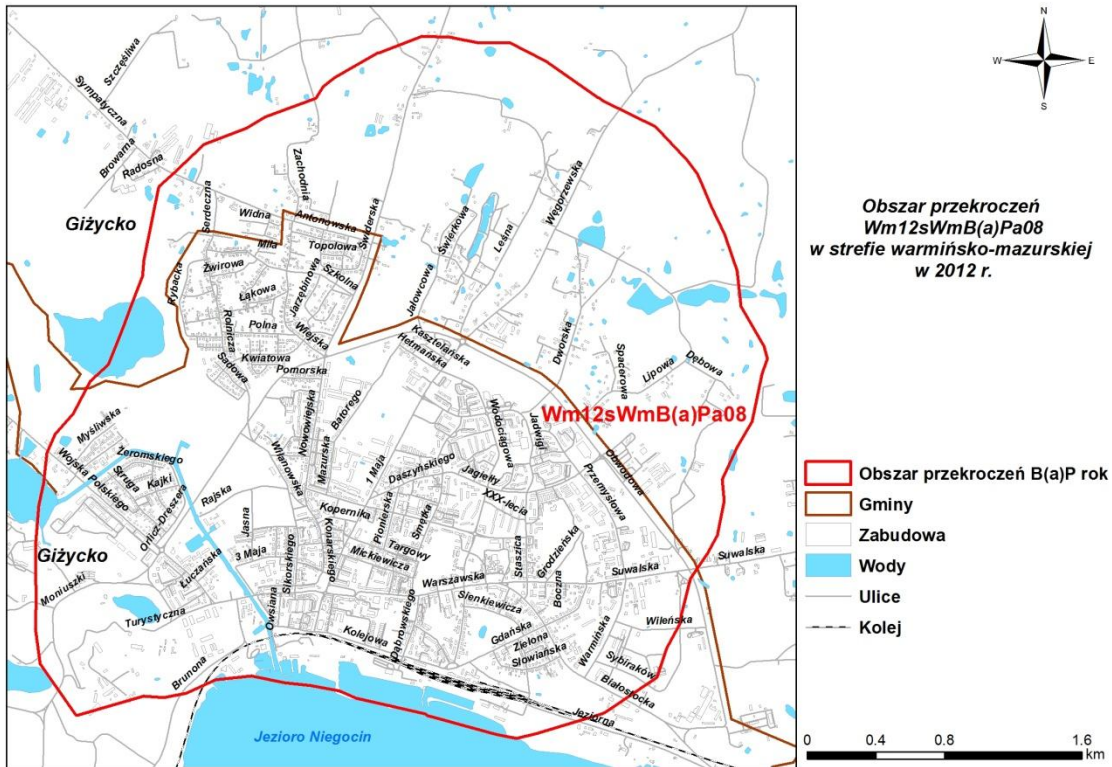 Szczęśliwa
Sympatyczna
Browarna
Radosna
Giżycko
Serdeczna
Widna
Zachodnia
Antonowska
Świderska
Miła
Topolowa
Świerkowa
Leśna
Węgorzewska
Rybacka
Żwirowa
Łąkowa
Jarzębinowa
Szkolna
Jałowcowa
Rolnicza
Polna
Wiejska
Kwiatowa
Sadowa
Pomorska
Kasztelańska
Hetmańska
Dworska
Spacerowa
Lipowa
Dębowa
Wm12sWmB(a)Pa08
Myśliwska
Żeromskiego
Wojska Polskiego
Struga
Kajki
Orlicz-Dreszera
Rajska
Nowowiejska
Batorego
Mazurska
Wilanowska
1 Maja
Daszyńskiego
Wodociągowa
Jadwigi
Jagiełły
XXX-lecia
Obwodowa
Przemysłowa
Kopernika
Pionierska
Smętka
Jasna
3 Maja
Sikorskiego
Konarskiego
Targowy
Mickiewicza
Staszica
Grodzieńska
Giżycko
Łuczańska
Moniuszki
Turystyczna
Owsiana
Warszawska
Sienkiewicza
Boczna
Suwalska
Suwalska
Wileńska
Kolejowa
Dąbrowskiego
Gdańska
Zielona
Słowiańska
Warmińska
Sybiraków
Białostocka
Brunona
Jeziorna
Jezioro Niegocin
N
W E
S
Obszar przekroczeń
Wm12sWmB(a)Pa08
w strefie warmińsko-mazurskiej
w 2012 r.
Obszar przekroczeń B(a)P rok
Gminy
Zabudowa
Wody
Ulice
Kolej
0 0.4 0.8 1.6
km